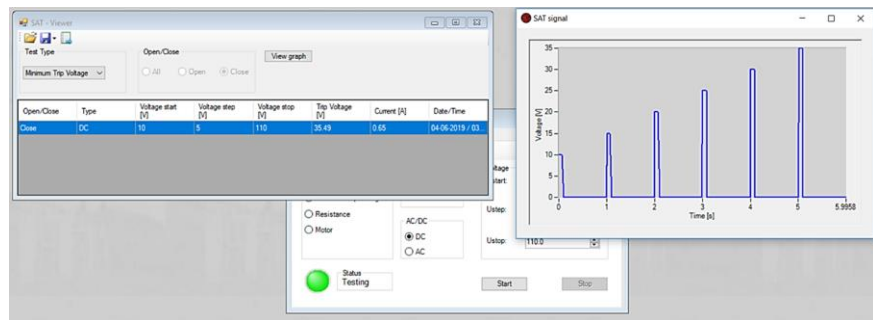 SAT - Viewer
Test Type
Minimum Trip Voltage
Open/Close
All Open Close
View graph
Open/Close Type Voltage start [V] Voltage step [V] Voltage stop [V] Trip Voltage [V] Current [A] Date/Time
Close DC 10 5 110 35.49 0.65 04-06-2019 / 03...
SAT signal
35
30
25
20
15
10
5
0
Voltage [V]
0 1 2 3 4 5 5.9958
Time [s]
Resistance
Motor
AC/DC
DC
AC
Ustep:
Ustop: 110.0
Status
Testing
Start Stop